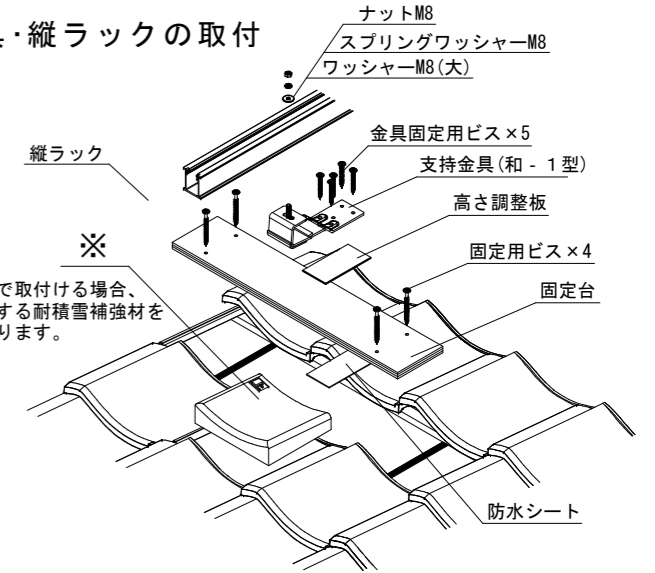 ・縦ラックの取付
ナットM8
スプリングワッシャーM8
ワッシャーM8(大)
金具固定用ビス×5
支持金具(和 - 1型)
高さ調整板
固定用ビス×4
固定台
縦ラック
※
で取付ける場合、
する耐積雪補強材を
ります。
防水シート